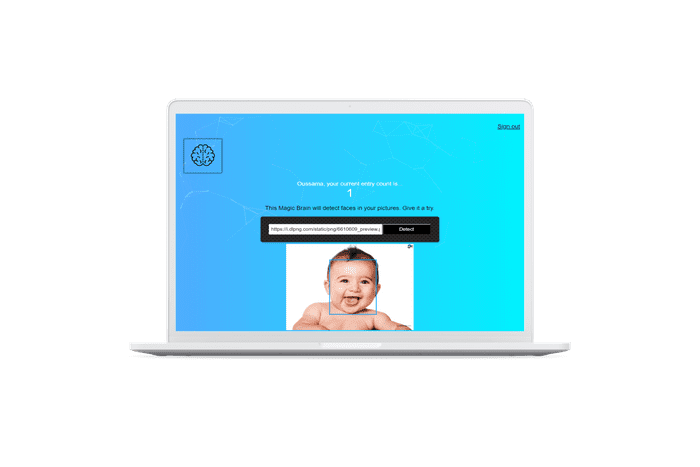 Sign out
Oussama, your current entry count is
1
This Magic Brain will detect faces in your pictures. Give it a try
https://i.dlpng.com/static/png/6610609_preview.p
Detect